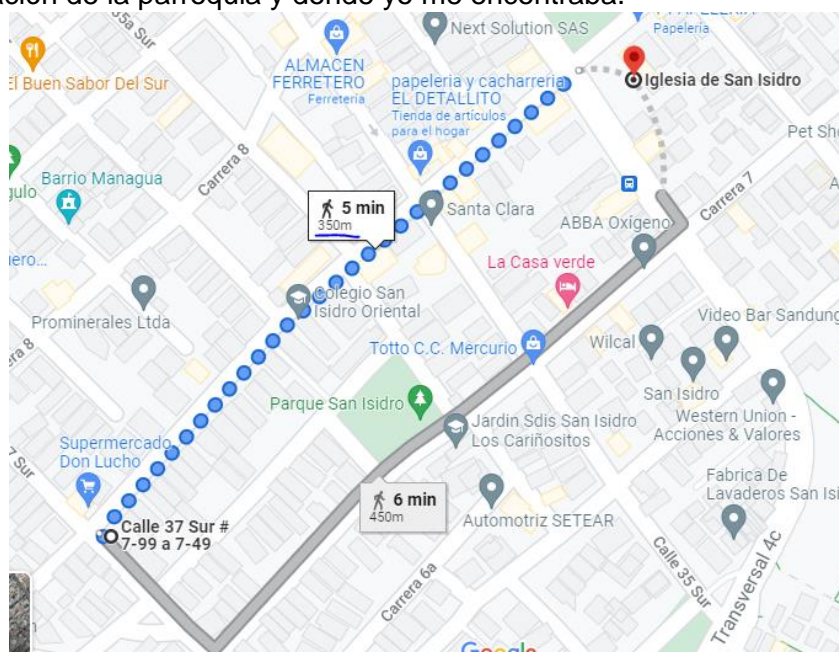 ación de la parroquia y donde yo me encontraba.
55a Sur
Next Solution SAS
Papelería
ALMACEN
FERRETERO
Ferretería
El Buen Sabor Del Sur
Iglesia de San Isidro
papeleria y cacharreria
EL DETALLITO
Tienda de artículos
para el hogar
Pet Sh
Carrera 8
Barrio Managua
5 min
350m
Santa Clara
Carrera 7
ABBA Oxígeno
La Casa verde
Colegio San
Isidro Oriental
Prominerales Ltda
Video Bar Sandung
Totto C.C. Mercurio
Wilcal
San Isidro
Parque San Isidro
Jardin Sdis San Isidro
Los Cariñositos
Western Union -
Acciones & Valores
Supermercado
Don Lucho
7 Sur
Fabrica De
Lavaderos San Isi
6 min
450m
Automotriz SETEAR
Calle 37 Sur #
7-99 a 7-49
Carrera 6a
Calle 35 Sur
Transversal 4c
Google